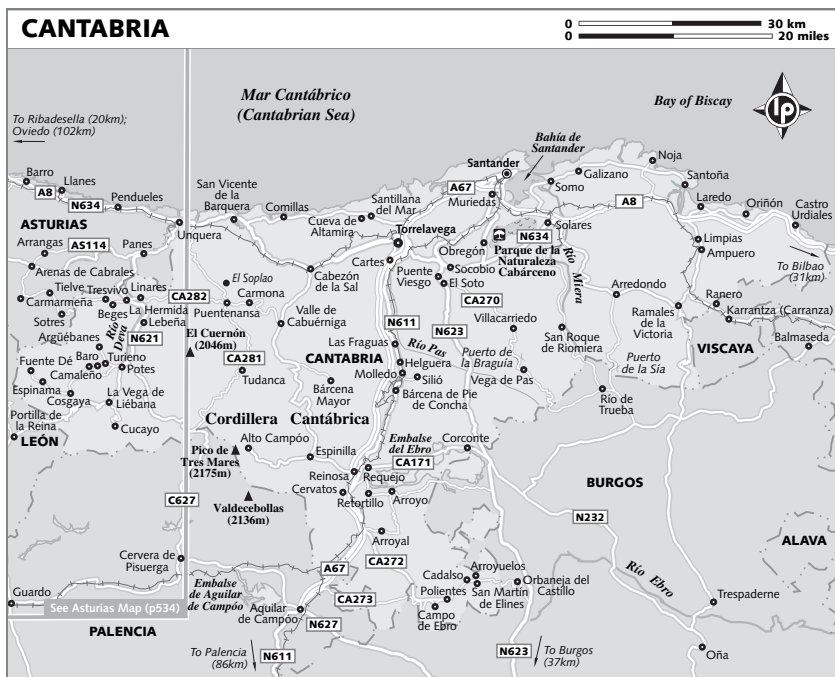 CANTABRIA
0 30 km
0 20 miles
Mar Cantábrico
(Cantabrian Sea)
Bay of Biscay
lp
To Ribadesella (20km);
Oviedo (102km)
Bahía de
Santander
Barro
Llanes
A8
N634
Pendueles
San Vicente
de la
Barquera
Comillas
Cueva de
Altamira
Santillana
del Mar
A67
Santander
Muriedas
Somo
Galizano
Noja
Santoña
A8
Laredo
Oriñón
Castro
Urdiales
ASTURIAS
Arrangas
AS114
Panes
Unquera
Torrelavega
Cartes
Obregón
N634
Solares
Parque de la
Naturaleza
Cabárceno
Limpias
Ampuero
To Bilbao
(31km)
Arenas de Cabrales
Tielve
Tresviso
Linares
Carmarmeña
Sotres
Beges
La Hermida
Lebeña
CA282
El Soplao
Carmona
Puentenansa
Cabezón
de la Sal
Valle de
Cabuérniga
Puente
Viesgo
Socobio
El Soto
CA270
Río Miera
Arredondo
Ramales
de la
Victoria
Ranero
Karrantza (Carranza)
Río
Deva
N621
Argüébanes
Fuente Dé
Baro
Turieno
Camaleño
Potes
Espinama
Cosgaya
La Vega de
Liébana
Portilla de
la Reina
Cucayo
LEÓN
El Cuernón
(2046m)
CA281
Tudanca
N611
N623
Villacarriedo
Las Fraguas
Río Pas
CANTABRIA
Helguera
Molledo
Silió
Bárcena
Mayor
Bárcena de Pie
de Concha
Puerto de
la Braguía
Vega de Pas
San Roque
de Riomiera
Puerto
de la Sía
VISCAYA
Balmaseda
Río de
Trueba
Cordillera Cantábrica
Alto Campóo
Espinilla
Pico de
Tres Mares
(2175m)
Valdecebollas
(2136m)
C627
Embalse
del Ebro
Corconte
CA171
Reinosa
Requejo
Cervatos
Retortillo
Arroyo
BURGOS
N232
ALAVA
Cervera de
Pisuerga
Arroyal
A67
CA272
Arroyuelos
Cadalso
Orbaneja del
Castillo
San Martín
de Elines
Río Ebro
Trespaderne
Guardo
See Asturias Map (p534)
Embalse
de Aguilar
de Campóo
Aguilar
de Campóo
CA273
Polientes
Campo
de Ebro
PALENCIA
N627
To Palencia
(86km)
N611
N623
To Burgos
(37km)
Oña